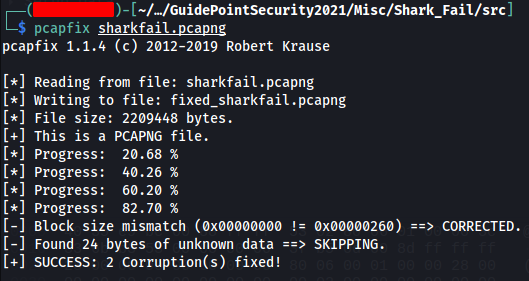 [~/…/GuidePointSecurity2021/Misc/Shark_Fail/src]
$ pcapfix sharkfail.pcapng
pcapfix 1.1.4 (c) 2012-2019 Robert Krause
[*] Reading from file: sharkfail.pcapng
[*] Writing to file: fixed_sharkfail.pcapng
[*] File size: 2209448 bytes.
[+] This is a PCAPNG file.
[*] Progress:  20.68 %
[*] Progress:  40.26 %
[*] Progress:  60.20 %
[*] Progress:  82.70 %
[-] Block size mismatch (0x00000000 != 0x00000260) ==> CORRECTED.
[-] Found 24 bytes of unknown data ==> SKIPPING.
[+] SUCCESS: 2 Corruption(s) fixed!